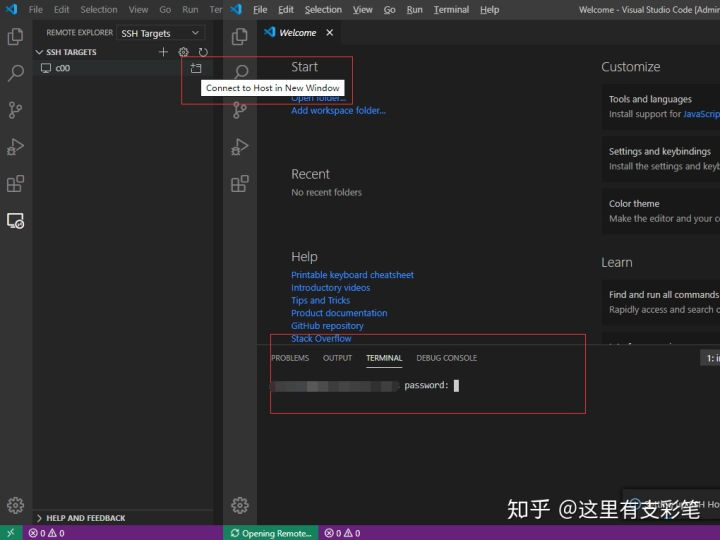 File Edit Selection View Go Run Ter
File Edit Selection View Go Run Terminal Help
Welcome - Visual Studio Code [Admin
REMOTE EXPLORER SSH Targets
SSH TARGETS
c00
Connect to Host in New Window
Welcome
Start
Open folder...
Add workspace folder...
Recent
No recent folders
Help
Printable keyboard cheatsheet
Introductory videos
Tips and Tricks
Product documentation
GitHub repository
Stack Overflow
Customize
Tools and languages
Install support for JavaScrip
Settings and keybindings
Install the settings and keyb
Color theme
Make the editor and your co
Learn
Find and run all commands
Rapidly access and search c
PROBLEMS OUTPUT TERMINAL DEBUG CONSOLE
1: i
password:
HELP AND FEEDBACK
知乎 @这里有支彩笔
0 0
Opening Remote... 0 0